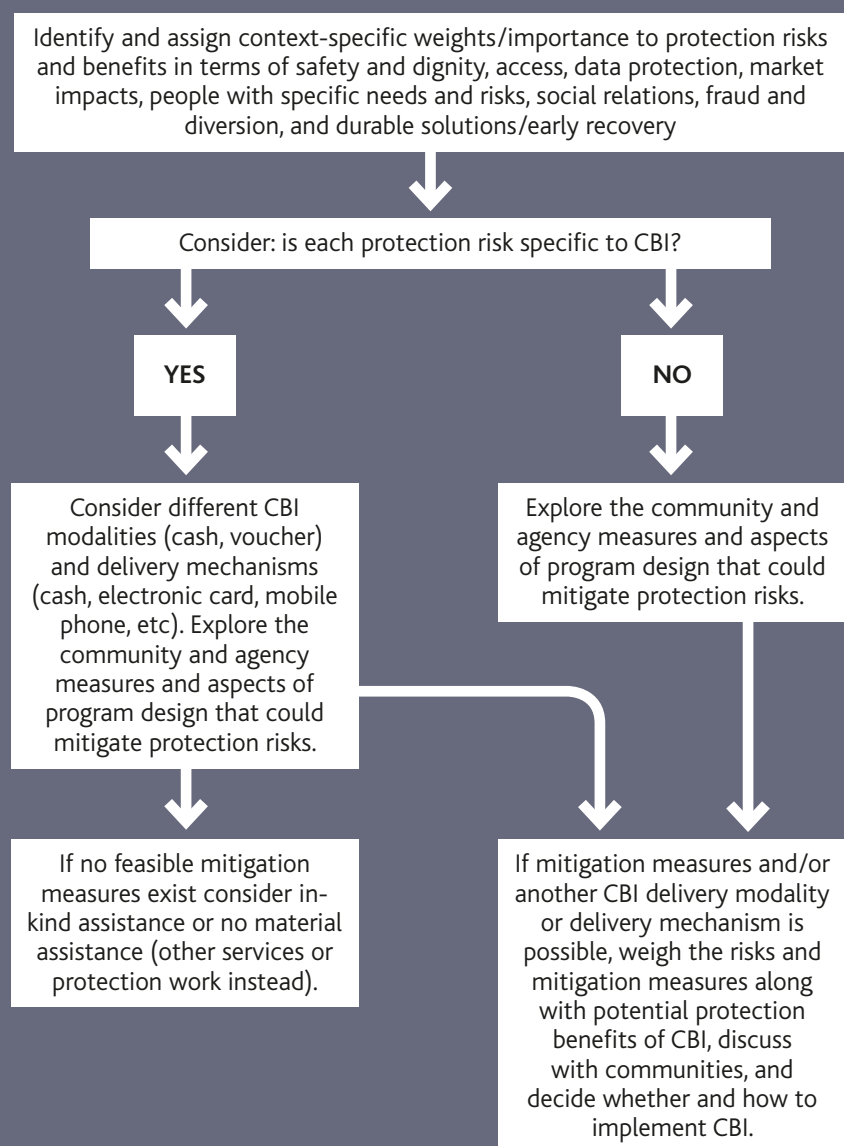 Identify and assign context-specific weights/importance to protection risks
and benefits in terms of safety and dignity, access, data protection, market
impacts, people with specific needs and risks, social relations, fraud and
diversion, and durable solutions/early recovery
Consider: is each protection risk specific to CBI?
YES
NO
Consider different CBI
modalities (cash, voucher)
and delivery mechanisms
(cash, electronic card, mobile
phone, etc). Explore the
community and agency
measures and aspects of
program design that could
mitigate protection risks.
Explore the community and
agency measures and aspects
of program design that could
mitigate protection risks.
If no feasible mitigation
measures exist consider in-
kind assistance or no material
assistance (other services or
protection work instead).
If mitigation measures and/or
another CBI delivery modality
or delivery mechanism is
possible, weigh the risks and
mitigation measures along
with potential protection
benefits of CBI, discuss
with communities, and
decide whether and how to
implement CBI.